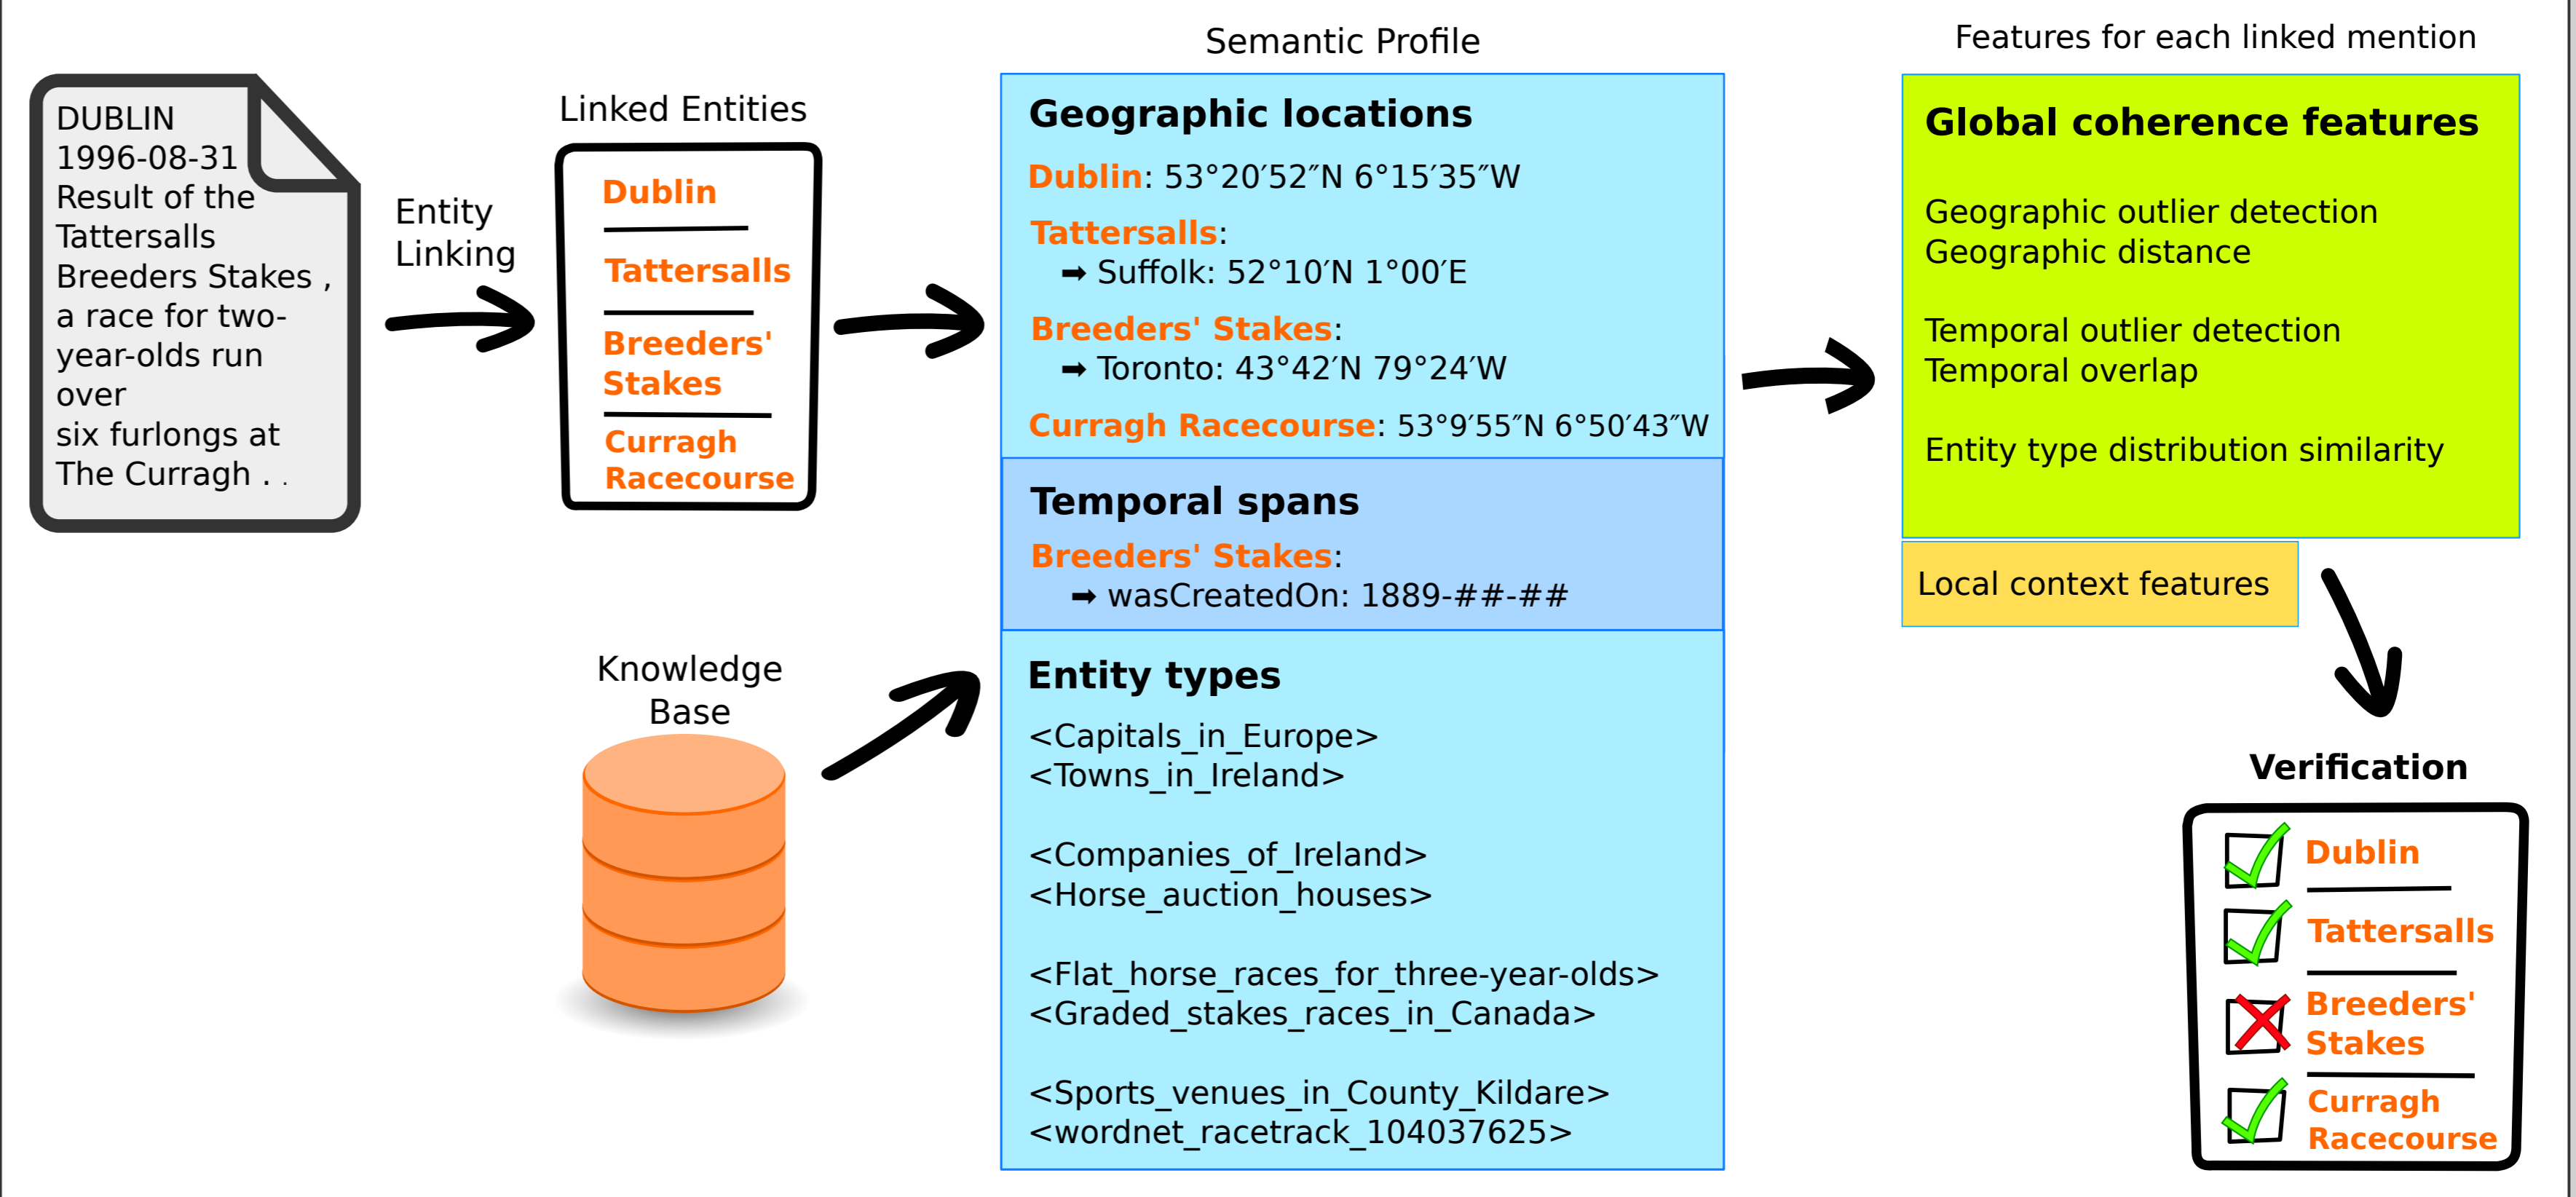 DUBLIN
1996-08-31
Result of the
Tattersalls
Breeders Stakes ,
a race for two-
year-olds run
over
six furlongs at
The Curragh . .
Entity
Linking
Linked Entities
Dublin
Tattersalls
Breeders'
Stakes
Curragh
Racecourse
Knowledge
Base
Semantic Profile
Geographic locations
Dublin: 53°20′52″N 6°15′35″W
Tattersalls:
➡ Suffolk: 52°10′N 1°00′E
Breeders' Stakes:
➡ Toronto: 43°42′N 79°24′W
Curragh Racecourse: 53°9′55″N 6°50′43″W
Temporal spans
Breeders' Stakes:
➡ wasCreatedOn: 1889-##-##
Entity types
<Capitals_in_Europe>
<Towns_in_Ireland>
<Companies_of_Ireland>
<Horse_auction_houses>
<Flat_horse_races_for_three-year-olds>
<Graded_stakes_races_in_Canada>
<Sports_venues_in_County_Kildare>
<wordnet_racetrack_104037625>
Features for each linked mention
Global coherence features
Geographic outlier detection
Geographic distance
Temporal outlier detection
Temporal overlap
Entity type distribution similarity
Local context features
Verification
Dublin
Tattersalls
Breeders'
Stakes
Curragh
Racecourse